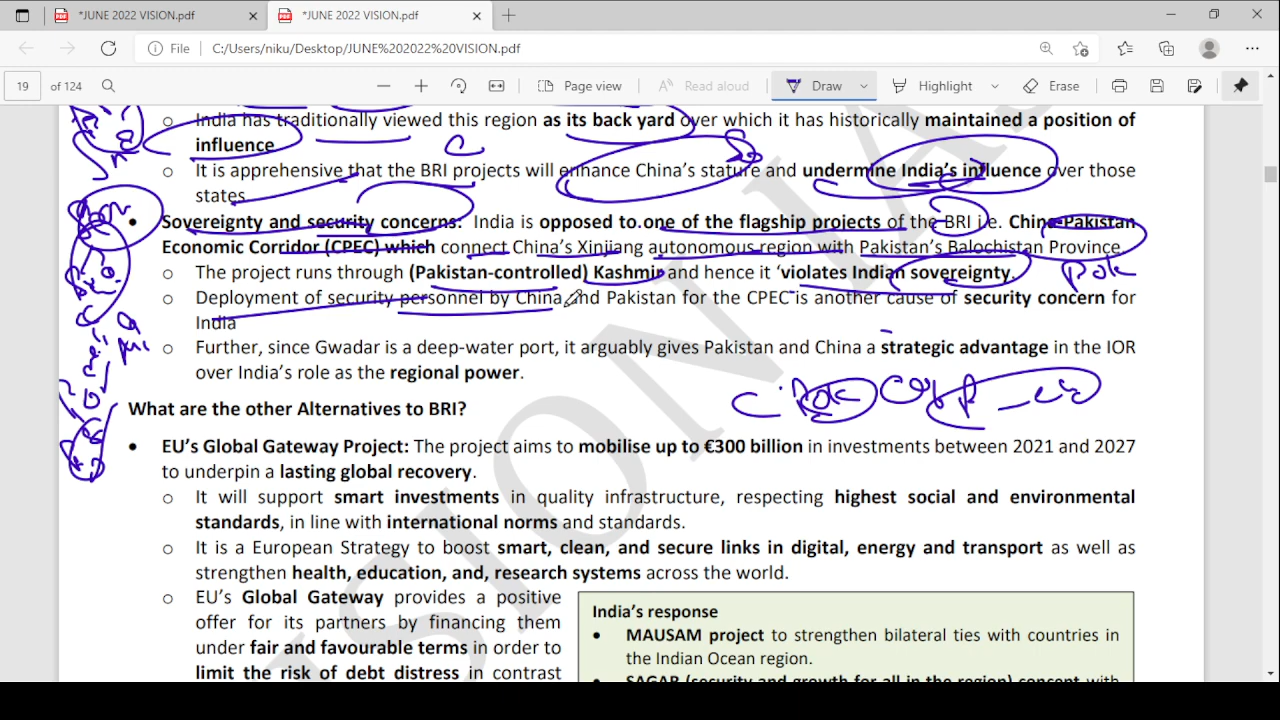 *JUNE 2022 VISION.pdf
*JUNE 2022 VISION.pdf
File C:/Users/niku/Desktop/JUNE%202022%20VISION.pdf
19 of 124 Page view Read aloud Draw Highlight Erase
o India has traditionally viewed this region as its back yard over which it has historically maintained a position of
influence
o It is apprehensive that the BRI projects will enhance China's stature and undermine India's influence over those
states.
• Sovereignty and security concerns: India is opposed to one of the flagship projects of the BRI i.e. China-Pakistan
Economic Corridor (CPEC) which connect China's Xinjiang autonomous region with Pakistan's Balochistan Province.
o The project runs through (Pakistan-controlled) Kashmir and hence it 'violates Indian sovereignty.
Pok
o Deployment of security personnel by China and Pakistan for the CPEC is another cause of security concern for
India
o Further, since Gwadar is a deep-water port, it arguably gives Pakistan and China a strategic advantage in the IOR
over India's role as the regional power.
What are the other Alternatives to BRI?
• EU's Global Gateway Project: The project aims to mobilise up to €300 billion in investments between 2021 and 2027
to underpin a lasting global recovery.
o It will support smart investments in quality infrastructure, respecting highest social and environmental
standards, in line with international norms and standards.
o It is a European Strategy to boost smart, clean, and secure links in digital, energy and transport as well as
strengthen health, education, and, research systems across the world.
o EU's Global Gateway provides a positive
offer for its partners by financing them
under fair and favourable terms in order to
limit the risk of debt distress in contrast
India's response
• MAUSAM project to strengthen bilateral ties with countries in
the Indian Ocean region.
• SAGAR (security and growth for all in the region) concept with
VISION IAS